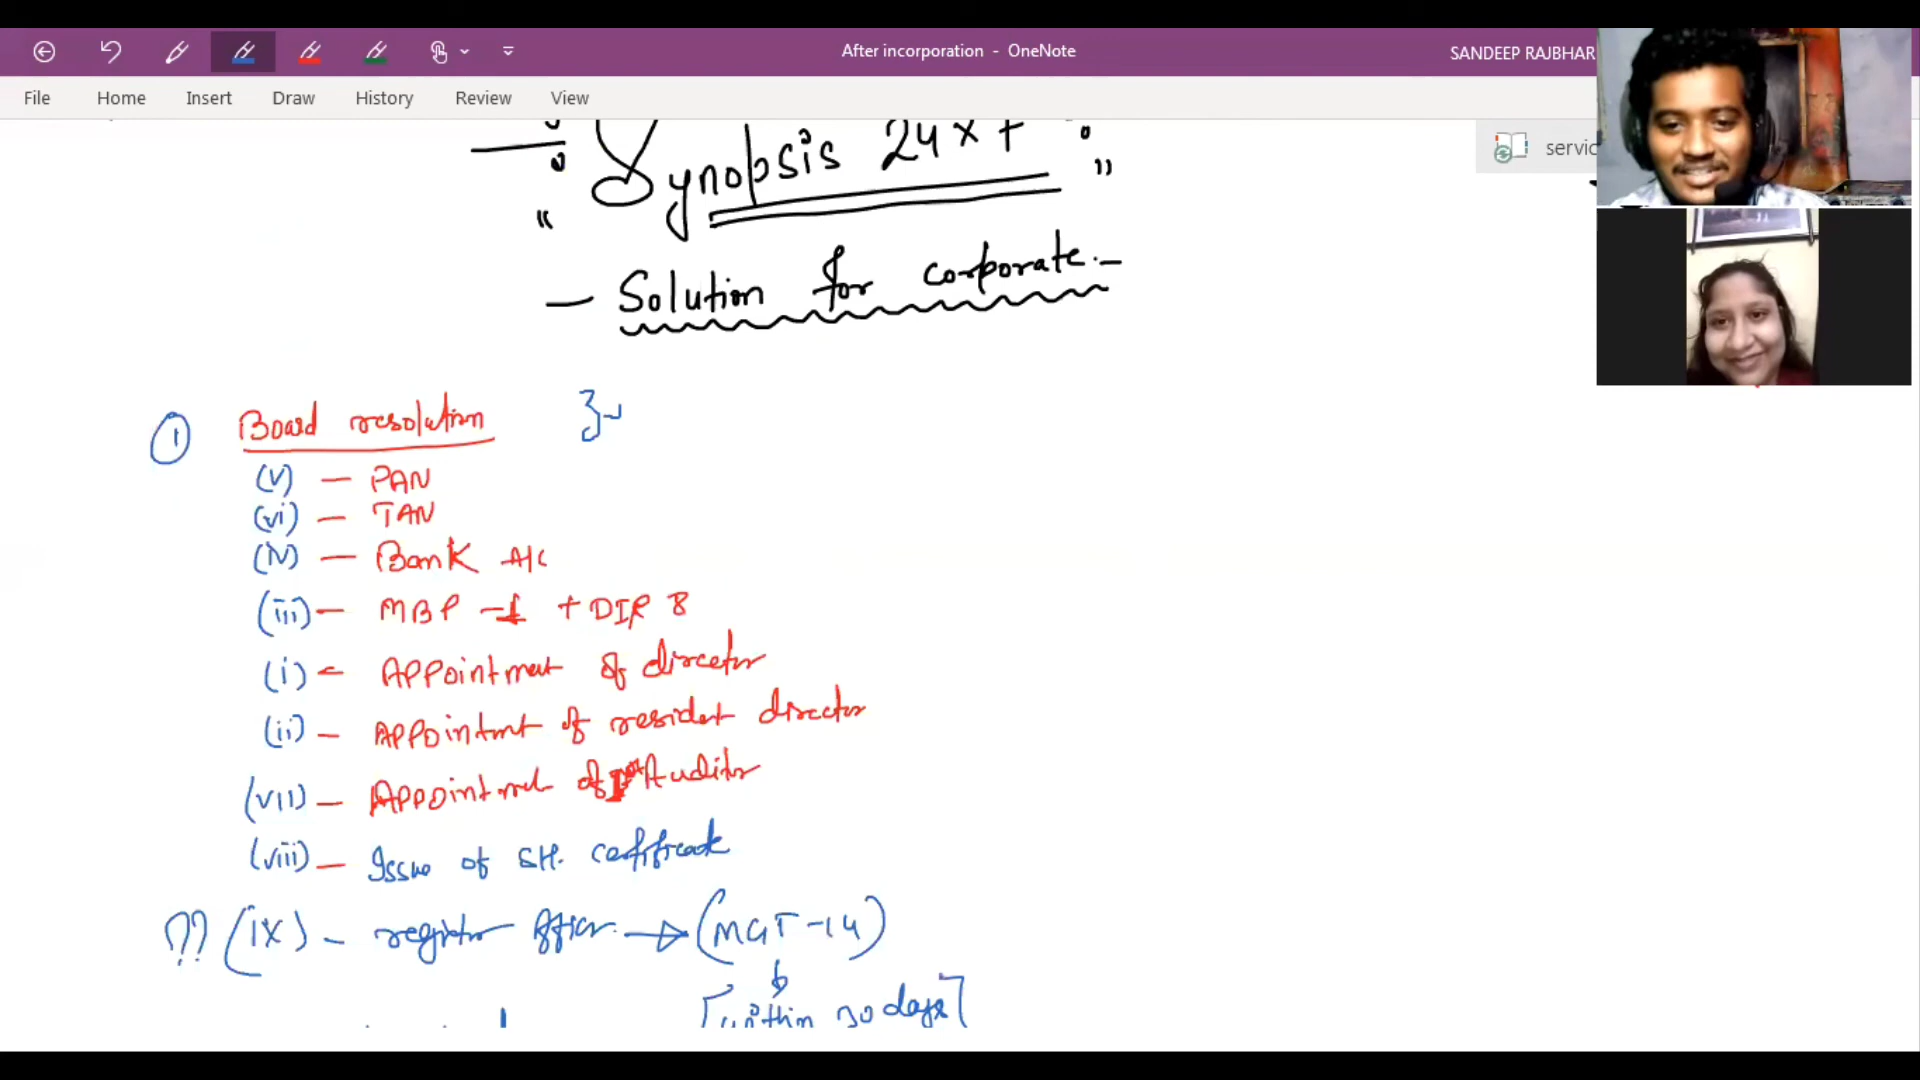 After incorporation - OneNote
SANDEEP RAJBHAR
File Home Insert Draw History Review View
servic
: Synopsis 24x7 :
" "
— Solution for corporate. —
① Board resolution }
(v) — PAN
(vi) — TAN
(iv) — Bank A/c
(iii) — MBP -1 + DIR 8
(i) — Appointment of director
(ii) — Appointment of resident director
(vii) — Appointment of 1st Auditor
(viii) — Issue of SH. certificate
?? (ix) — register office. → (MGT-14)
[within 30 days]